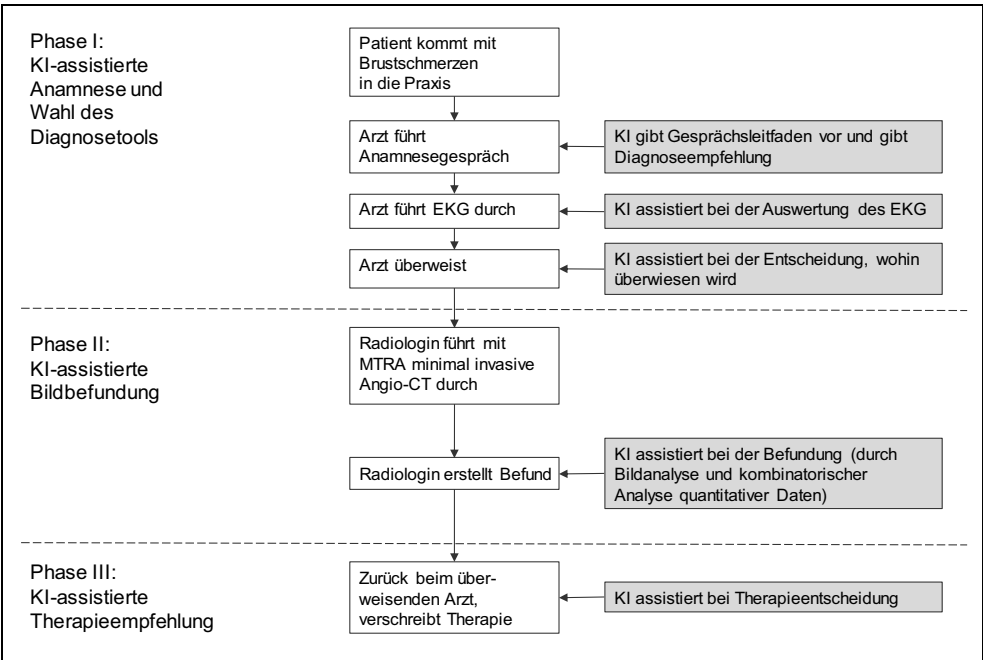 Phase I:
KI-assistierte
Anamnese und
Wahl des
Diagnosetools
Patient kommt mit
Brustschmerzen
in die Praxis
Arzt führt
Anamnesegespräch
KI gibt Gesprächsleitfaden vor und gibt
Diagnoseempfehlung
Arzt führt EKG durch
KI assistiert bei der Auswertung des EKG
Arzt überweist
KI assistiert bei der Entscheidung, wohin
überwiesen wird
Phase II:
KI-assistierte
Bildbefundung
Radiologin führt mit
MTRA minimal invasive
Angio-CT durch
Radiologin erstellt Befund
KI assistiert bei der Befundung (durch
Bildanalyse und kombinatorischer
Analyse quantitativer Daten)
Phase III:
KI-assistierte
Therapieempfehlung
Zurück beim über-
weisenden Arzt,
verschreibt Therapie
KI assistiert bei Therapieentscheidung